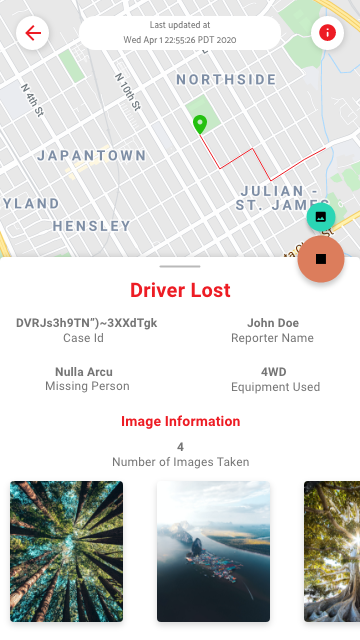 Last updated at
Wed Apr 1 22:55:26 PDT 2020
N 4th St
N 10th St
NORTHSIDE
JAPANTOWN
JULIAN -
ST. JAMES
YLAND
HENSLEY
Driver Lost
DVRJs3h9TN”)~3XXdTgk
Case Id
John Doe
Reporter Name
Nulla Arcu
Missing Person
4WD
Equipment Used
Image Information
4
Number of Images Taken